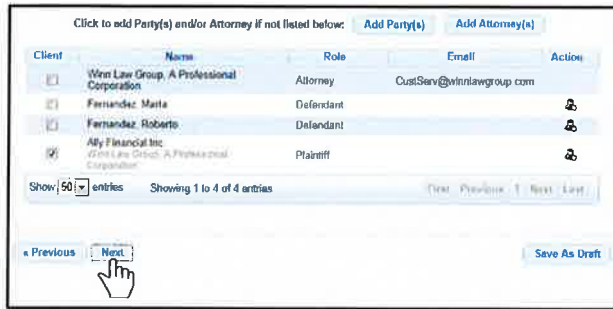 Click to add Party(s) and/or Attorney if not listed below: Add Party(s) Add Attorney(s)
Client Name Role Email Action
Winn Law Group, A Professional Corporation Attorney CustServ@winnlawgroup.com
Fernandez, Marta Defendant
Fernandez, Roberto Defendant
Ally Financial Inc
Winn Law Group, A Professional
Corporation Plaintiff
Show 50 entries Showing 1 to 4 of 4 entries First Previous 1 Next Last
« Previous Next Save As Draft